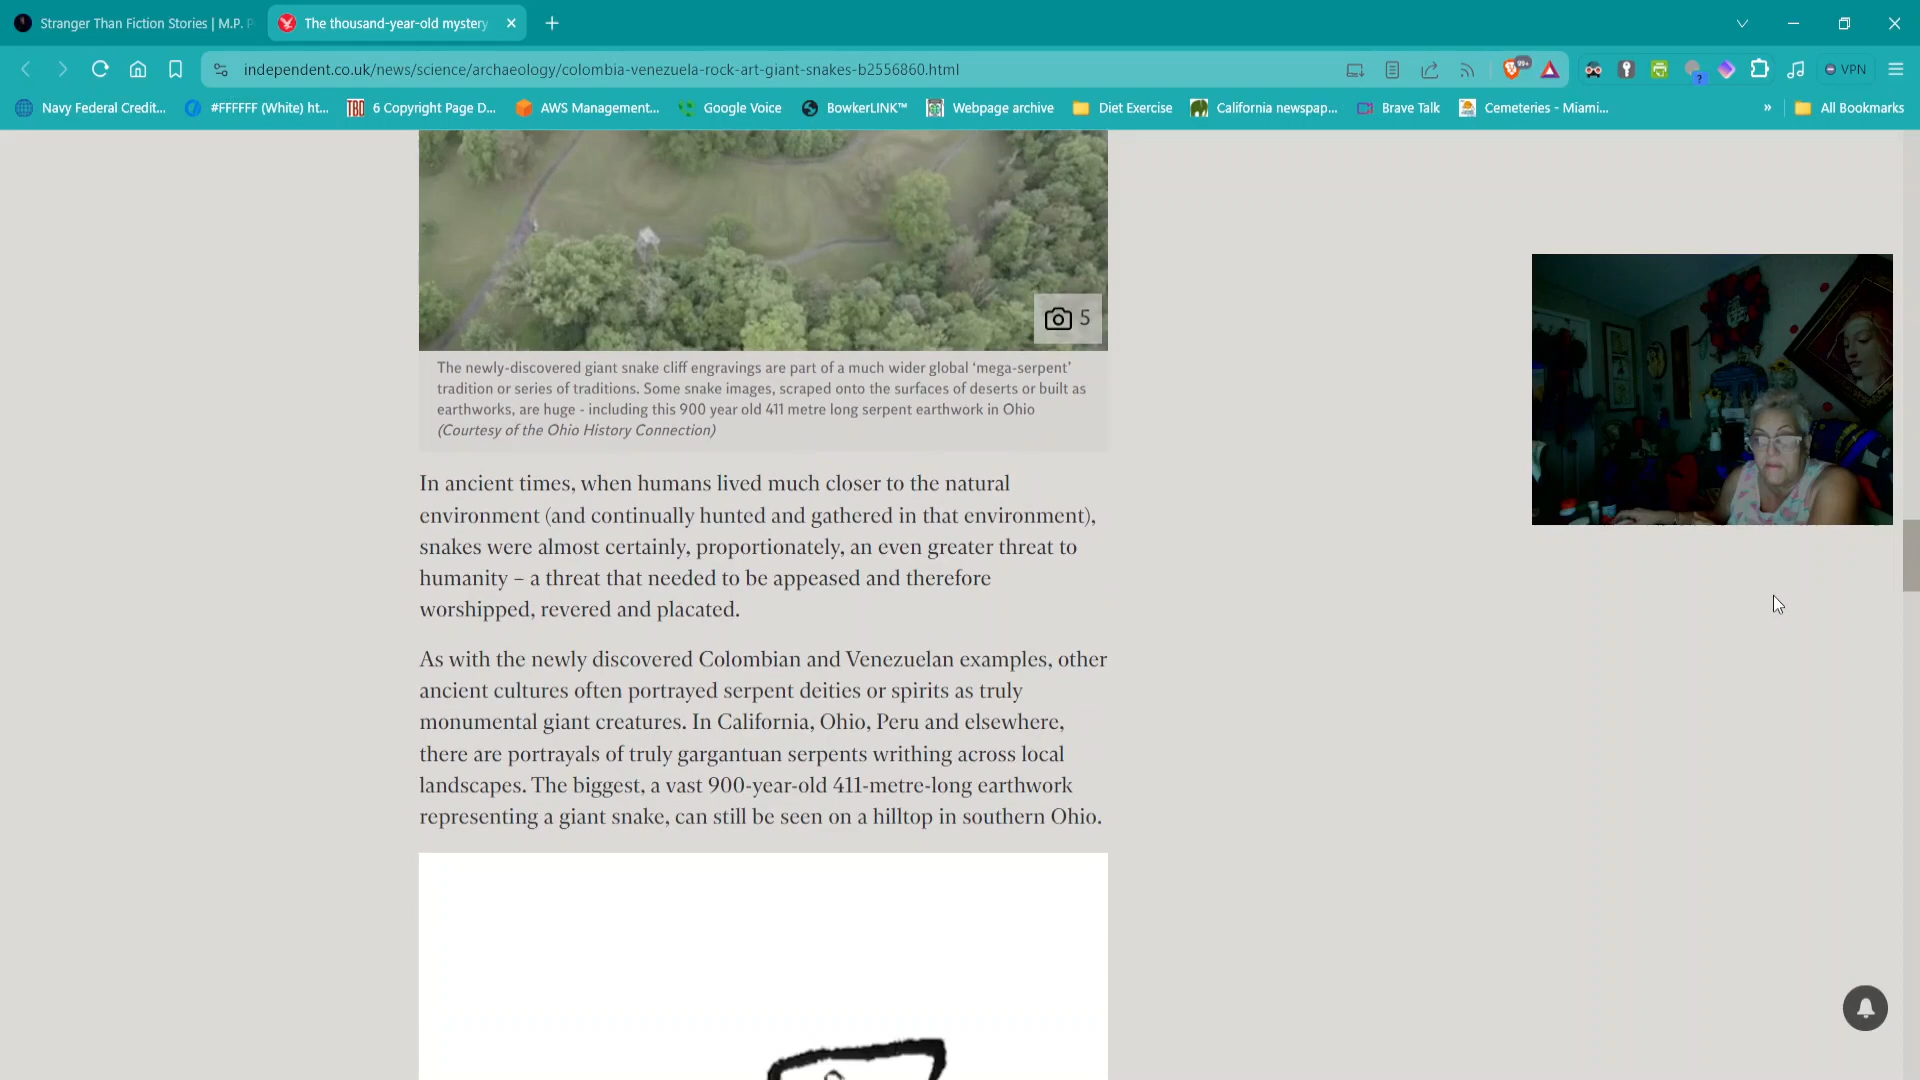 Stranger Than Fiction Stories | M.P.
The thousand-year-old mystery
independent.co.uk/news/science/archaeology/colombia-venezuela-rock-art-giant-snakes-b2556860.html
99+
VPN
Navy Federal Credit...
#FFFFFF (White) ht...
TBD
6 Copyright Page D...
AWS Management...
Google Voice
BowkerLINK™
Webpage archive
Diet Exercise
California newspap...
Brave Talk
Cemeteries - Miami...
»
All Bookmarks
5
The newly-discovered giant snake cliff engravings are part of a much wider global ‘mega-serpent’
tradition or series of traditions. Some snake images, scraped onto the surfaces of deserts or built as
earthworks, are huge - including this 900 year old 411 metre long serpent earthwork in Ohio
(Courtesy of the Ohio History Connection)
In ancient times, when humans lived much closer to the natural
environment (and continually hunted and gathered in that environment),
snakes were almost certainly, proportionately, an even greater threat to
humanity – a threat that needed to be appeased and therefore
worshipped, revered and placated.
As with the newly discovered Colombian and Venezuelan examples, other
ancient cultures often portrayed serpent deities or spirits as truly
monumental giant creatures. In California, Ohio, Peru and elsewhere,
there are portrayals of truly gargantuan serpents writhing across local
landscapes. The biggest, a vast 900-year-old 411-metre-long earthwork
representing a giant snake, can still be seen on a hilltop in southern Ohio.